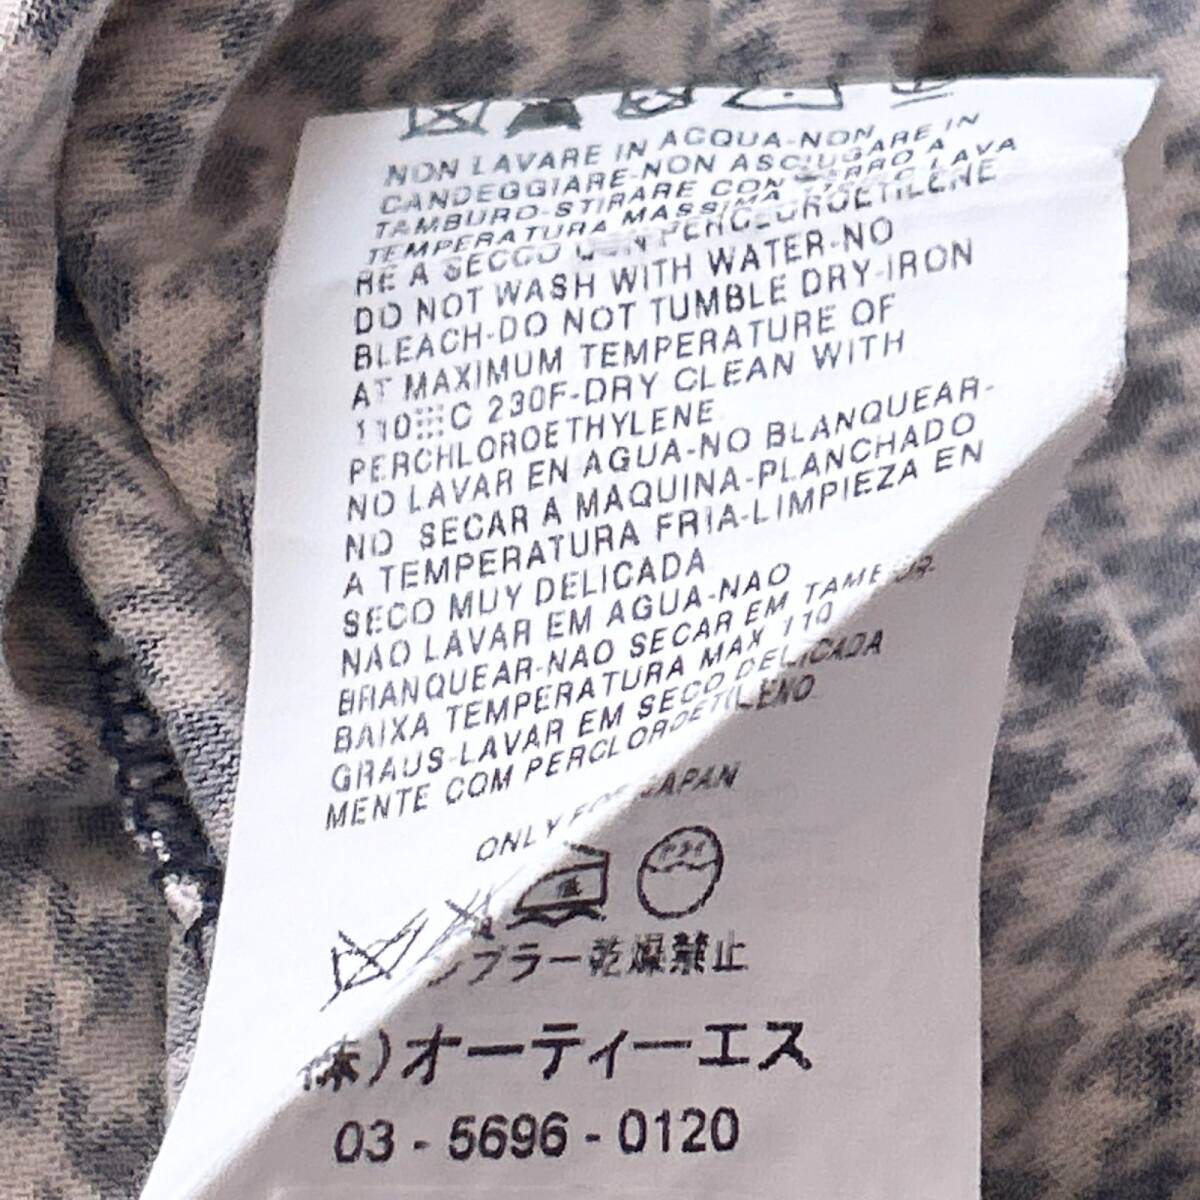 NON LAVARE IN ACQUA-NON
CANDEGGIARE-NON ASCIUGARE IN
TAMBURO-STIRARE CON FERRO A
TEMPERATURA MASSIMA LAVA
RE A SECCO PERCLOROETILENE
DO NOT WASH WITH WATER-NO
BLEACH-DO NOT TUMBLE DRY-IRON
AT MAXIMUM TEMPERATURE OF
110 C 230F-DRY CLEAN WITH
PERCHLOROETHYLENE
NO LAVAR EN AGUA-NO BLANQUEAR-
NO SECAR A MAQUINA-PLANCHADO
A TEMPERATURA FRIA-LIMPIEZA EN
SECO MUY DELICADA
NAO LAVAR EM AGUA-NAO
BRANQUEAR-NAO SECAR EM
BAIXA TEMPERATURA MAX 110
GRAUS-LAVAR EM SECO DELICADA
MENTE COM PERCLOROETILENO
ONLY FOR JAPAN
タンブラー乾燥禁止
(株)オーティーエス
03 - 5696 - 0120